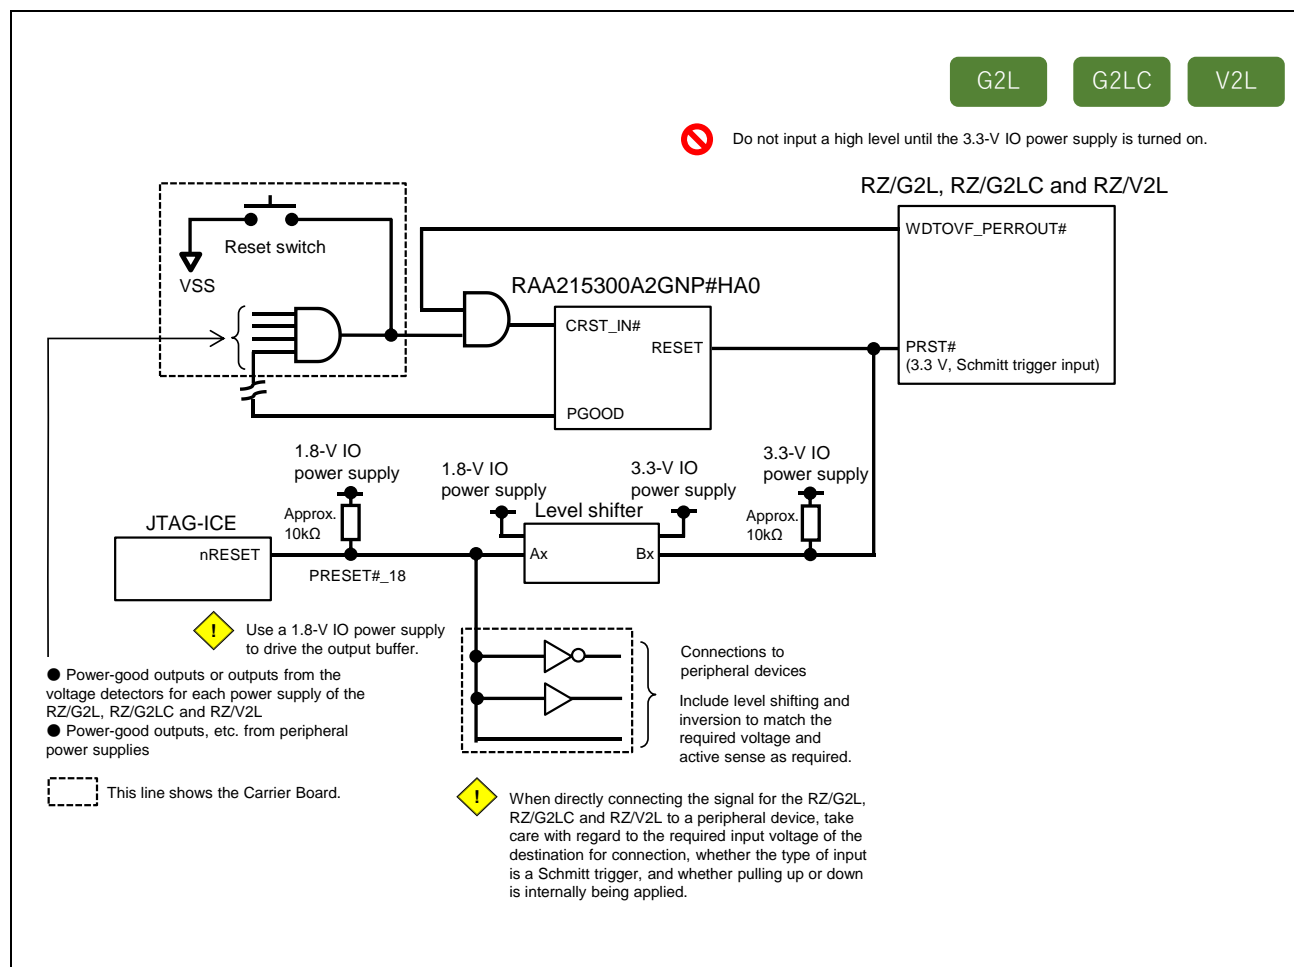 G2L G2LC V2L
Do not input a high level until the 3.3-V IO power supply is turned on.
RZ/G2L, RZ/G2LC and RZ/V2L
WDTOVF_PERROUT#
PRST#
(3.3 V, Schmitt trigger input)
Reset switch
VSS
RAA215300A2GNP#HA0
CRST_IN#
RESET
PGOOD
1.8-V IO
power supply
1.8-V IO
power supply
3.3-V IO
power supply
3.3-V IO
power supply
Level shifter
Approx.
10kΩ
Approx.
10kΩ
JTAG-ICE
nRESET
PRESET#_18
Ax
Bx
! Use a 1.8-V IO power supply
to drive the output buffer.
● Power-good outputs or outputs from the
voltage detectors for each power supply of the
RZ/G2L, RZ/G2LC and RZ/V2L
● Power-good outputs, etc. from peripheral
power supplies
This line shows the Carrier Board.
Connections to
peripheral devices
Include level shifting and
inversion to match the
required voltage and
active sense as required.
! When directly connecting the signal for the RZ/G2L,
RZ/G2LC and RZ/V2L to a peripheral device, take
care with regard to the required input voltage of the
destination for connection, whether the type of input
is a Schmitt trigger, and whether pulling up or down
is internally being applied.